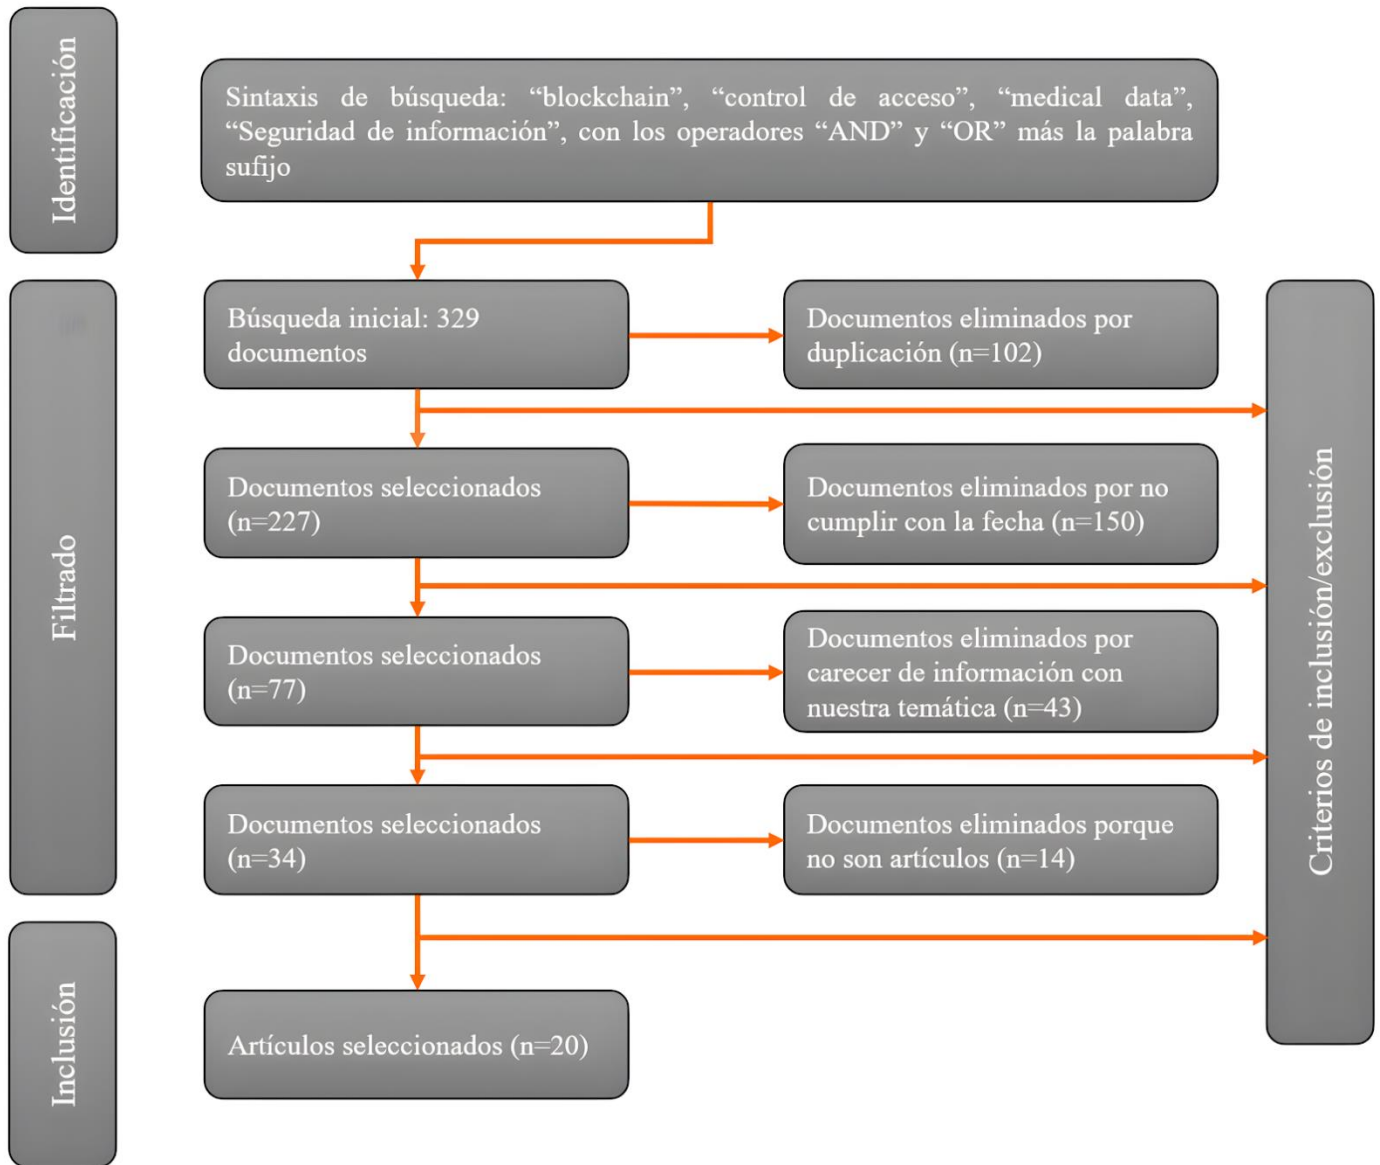 Identificación
Sintaxis de búsqueda: “blockchain”, “control de acceso”, “medical data”,
“Seguridad de información”, con los operadores “AND” y “OR” más la palabra
sufijo
Filtrado
Búsqueda inicial: 329
documentos
Documentos eliminados por
duplicación (n=102)
Documentos seleccionados
(n=227)
Documentos eliminados por no
cumplir con la fecha (n=150)
Documentos seleccionados
(n=77)
Documentos eliminados por
carecer de información con
nuestra temática (n=43)
Documentos seleccionados
(n=34)
Documentos eliminados porque
no son artículos (n=14)
Criterios de inclusión/exclusión
Inclusión
Artículos seleccionados (n=20)